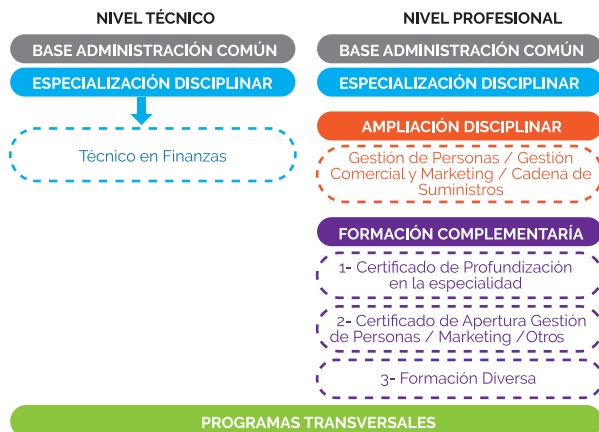 NIVEL TÉCNICO
BASE ADMINISTRACIÓN COMÚN
ESPECIALIZACIÓN DISCIPLINAR
Técnico en Finanzas
NIVEL PROFESIONAL
BASE ADMINISTRACIÓN COMÚN
ESPECIALIZACIÓN DISCIPLINAR
AMPLIACIÓN DISCIPLINAR
Gestión de Personas / Gestión
Comercial y Marketing / Cadena de
Suministros
FORMACIÓN COMPLEMENTARÍA
1- Certificado de Profundización
en la especialidad
2- Certificado de Apertura Gestión
de Personas / Marketing /Otros
3- Formación Diversa
PROGRAMAS TRANSVERSALES